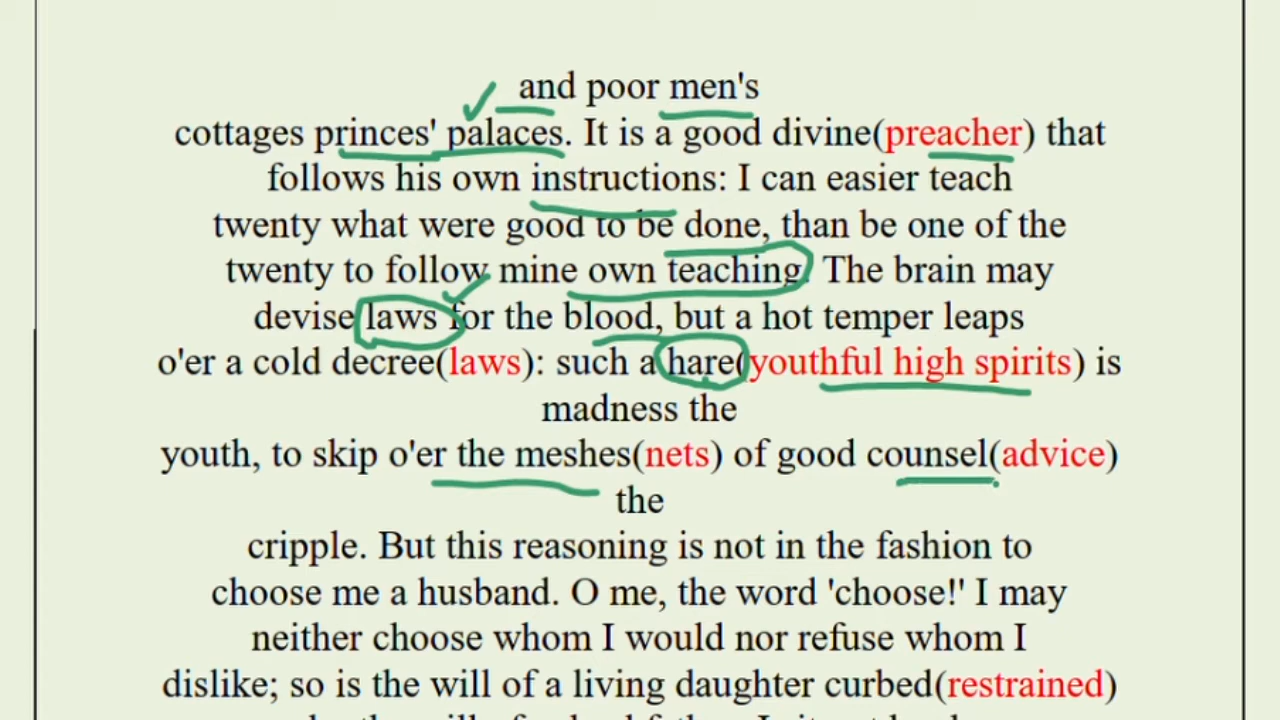 and poor men's
cottages princes' palaces. It is a good divine(preacher) that
follows his own instructions: I can easier teach
twenty what were good to be done, than be one of the
twenty to follow mine own teaching. The brain may
devise laws for the blood, but a hot temper leaps
o'er a cold decree(laws): such a hare(youthful high spirits) is
madness the
youth, to skip o'er the meshes(nets) of good counsel(advice)
the
cripple. But this reasoning is not in the fashion to
choose me a husband. O me, the word 'choose!' I may
neither choose whom I would nor refuse whom I
dislike; so is the will of a living daughter curbed(restrained)